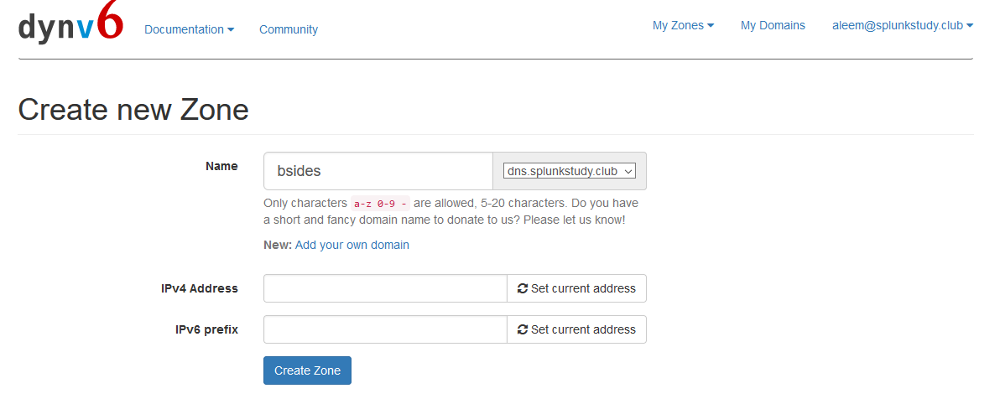 dynv6 Documentation Community My Zones My Domains aleem@splunkstudy.club
Create new Zone
Name bsides dns.splunkstudy.club
Only characters a-z 0-9 - are allowed, 5-20 characters. Do you have
a short and fancy domain name to donate to us? Please let us know!
New: Add your own domain
IPv4 Address Set current address
IPv6 prefix Set current address
Create Zone